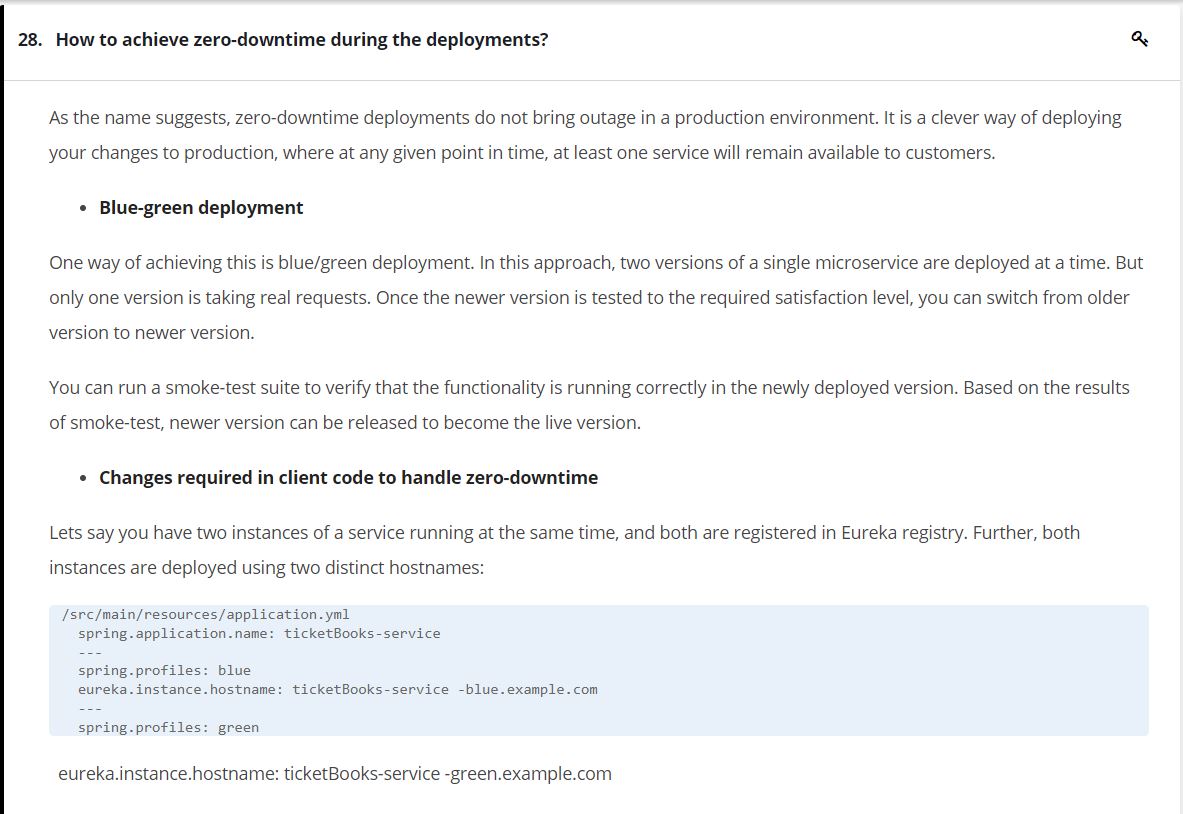 28. How to achieve zero-downtime during the deployments?
As the name suggests, zero-downtime deployments do not bring outage in a production environment. It is a clever way of deploying
your changes to production, where at any given point in time, at least one service will remain available to customers.
• Blue-green deployment
One way of achieving this is blue/green deployment. In this approach, two versions of a single microservice are deployed at a time. But
only one version is taking real requests. Once the newer version is tested to the required satisfaction level, you can switch from older
version to newer version.
You can run a smoke-test suite to verify that the functionality is running correctly in the newly deployed version. Based on the results
of smoke-test, newer version can be released to become the live version.
• Changes required in client code to handle zero-downtime
Lets say you have two instances of a service running at the same time, and both are registered in Eureka registry. Further, both
instances are deployed using two distinct hostnames:
/src/main/resources/application.yml
spring.application.name: ticketBooks-service
---
spring.profiles: blue
eureka.instance.hostname: ticketBooks-service -blue.example.com
---
spring.profiles: green
eureka.instance.hostname: ticketBooks-service -green.example.com